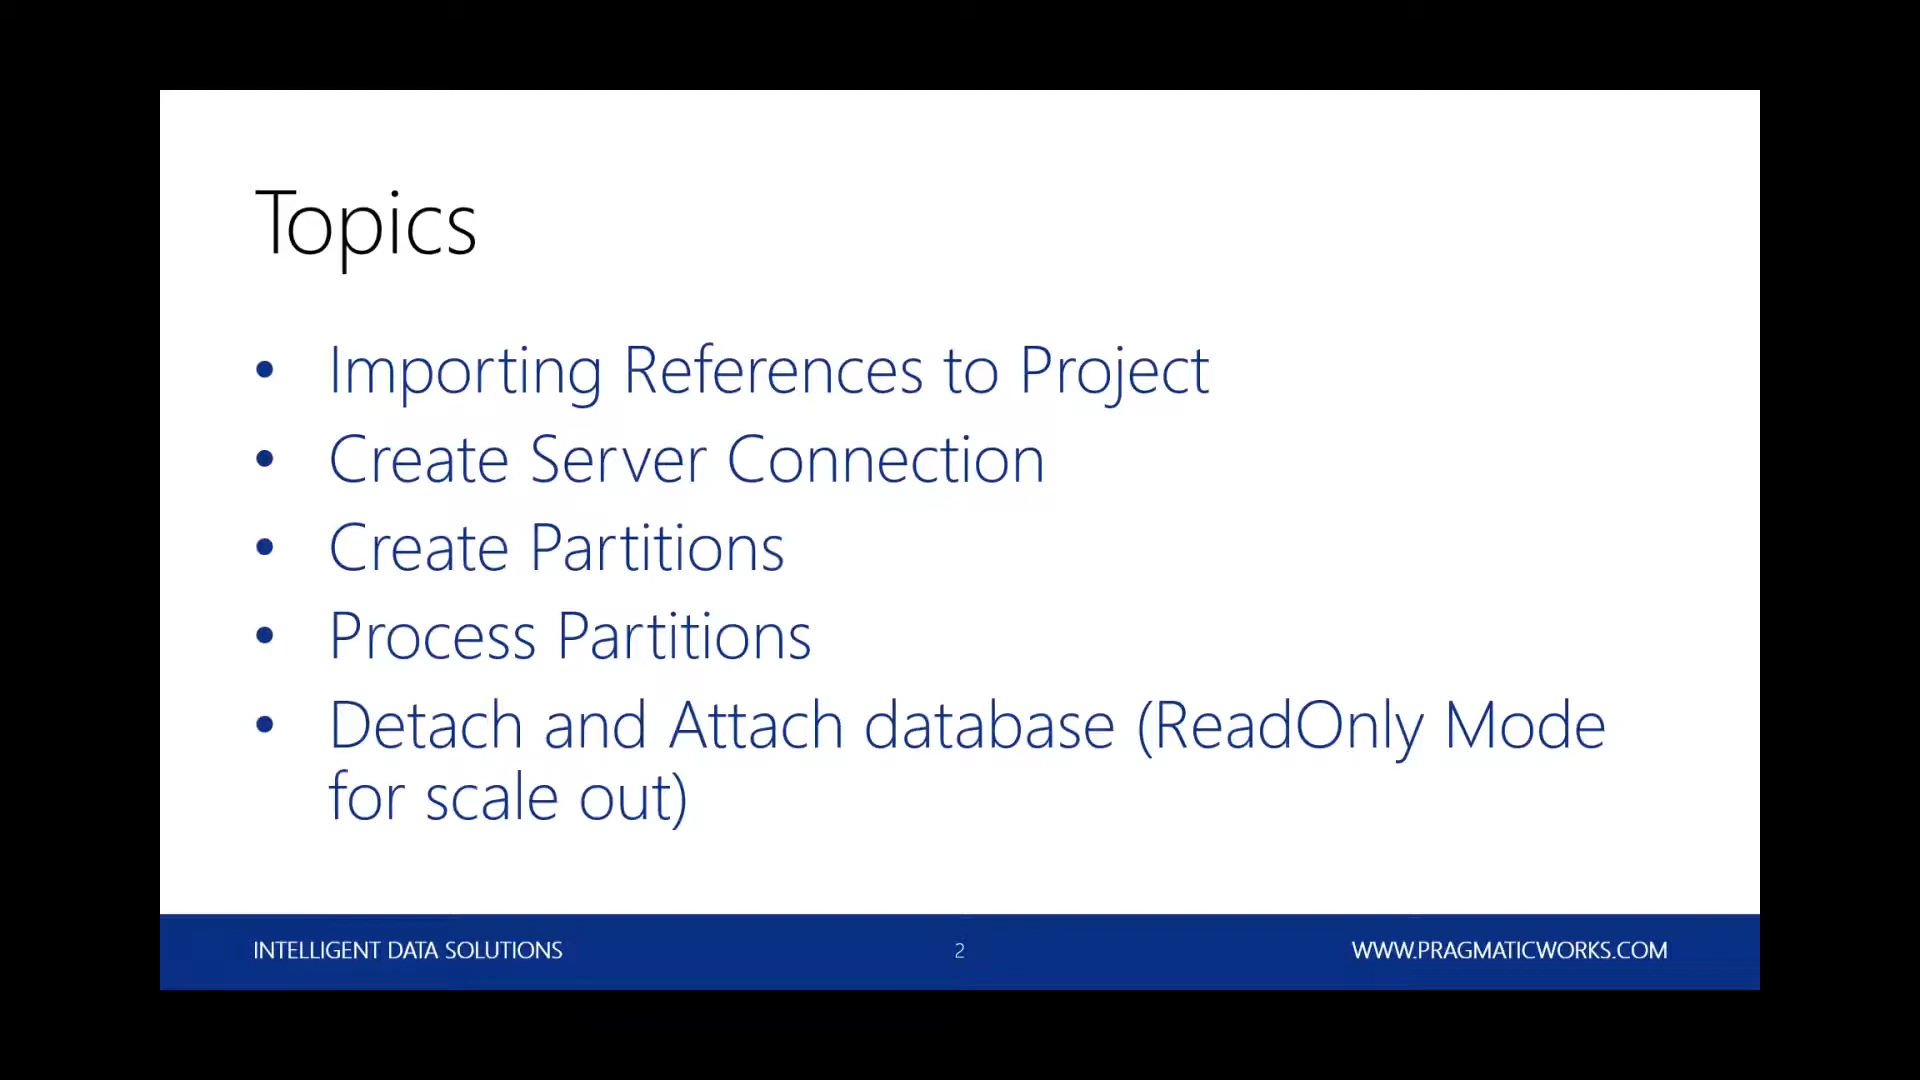 Topics
• Importing References to Project
• Create Server Connection
• Create Partitions
• Process Partitions
• Detach and Attach database (ReadOnly Mode
for scale out)
INTELLIGENT DATA SOLUTIONS
2
WWW.PRAGMATICWORKS.COM